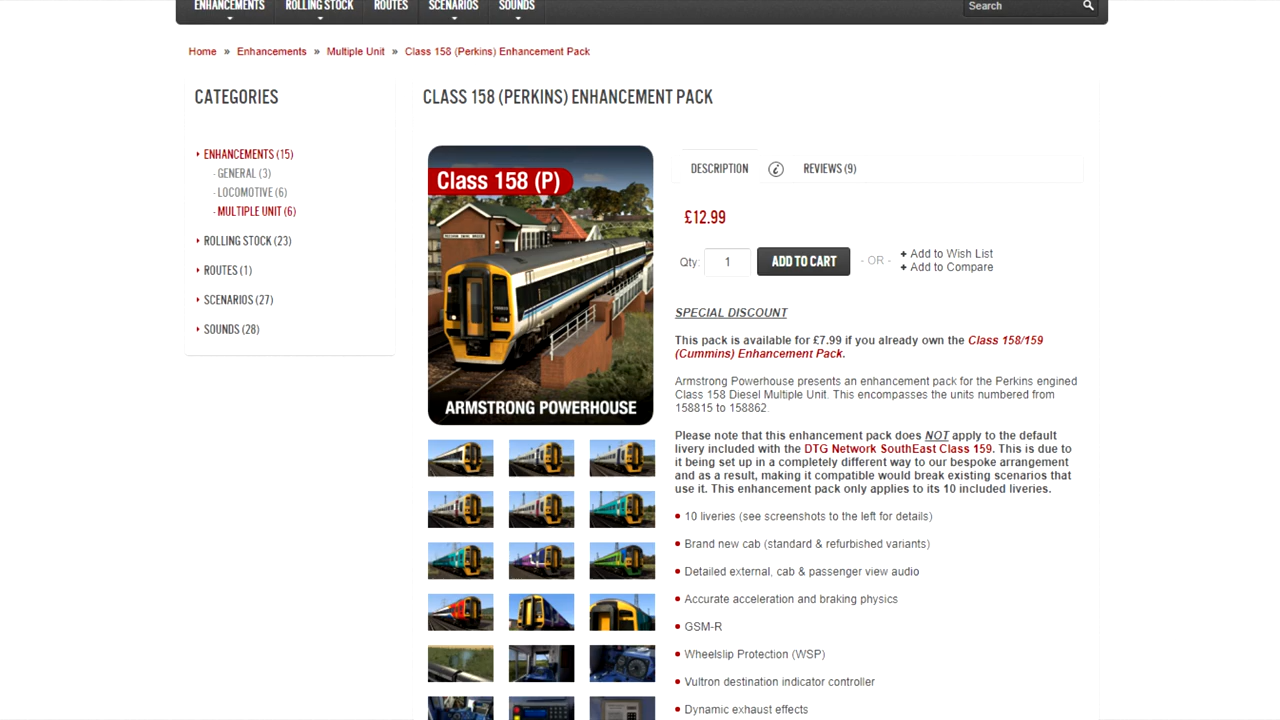 ENHANCEMENTS ROLLING STOCK ROUTES SCENARIOS SOUNDS Search
Home » Enhancements » Multiple Unit » Class 158 (Perkins) Enhancement Pack
CATEGORIES
ENHANCEMENTS (15)
- GENERAL (3)
- LOCOMOTIVE (6)
- MULTIPLE UNIT (6)
ROLLING STOCK (23)
ROUTES (1)
SCENARIOS (27)
SOUNDS (28)
CLASS 158 (PERKINS) ENHANCEMENT PACK
Class 158 (P)
ARMSTRONG POWERHOUSE
DESCRIPTION i REVIEWS (9)
£12.99
Qty: 1 ADD TO CART - OR - + Add to Wish List
+ Add to Compare
SPECIAL DISCOUNT
This pack is available for £7.99 if you already own the Class 158/159
(Cummins) Enhancement Pack.
Armstrong Powerhouse presents an enhancement pack for the Perkins engined
Class 158 Diesel Multiple Unit. This encompasses the units numbered from
158815 to 158862.
Please note that this enhancement pack does NOT apply to the default
livery included with the DTG Network SouthEast Class 159. This is due to
it being set up in a completely different way to our bespoke arrangement
and as a result, making it compatible would break existing scenarios that
use it. This enhancement pack only applies to its 10 included liveries.
• 10 liveries (see screenshots to the left for details)
• Brand new cab (standard & refurbished variants)
• Detailed external, cab & passenger view audio
• Accurate acceleration and braking physics
• GSM-R
• Wheelslip Protection (WSP)
• Vultron destination indicator controller
• Dynamic exhaust effects